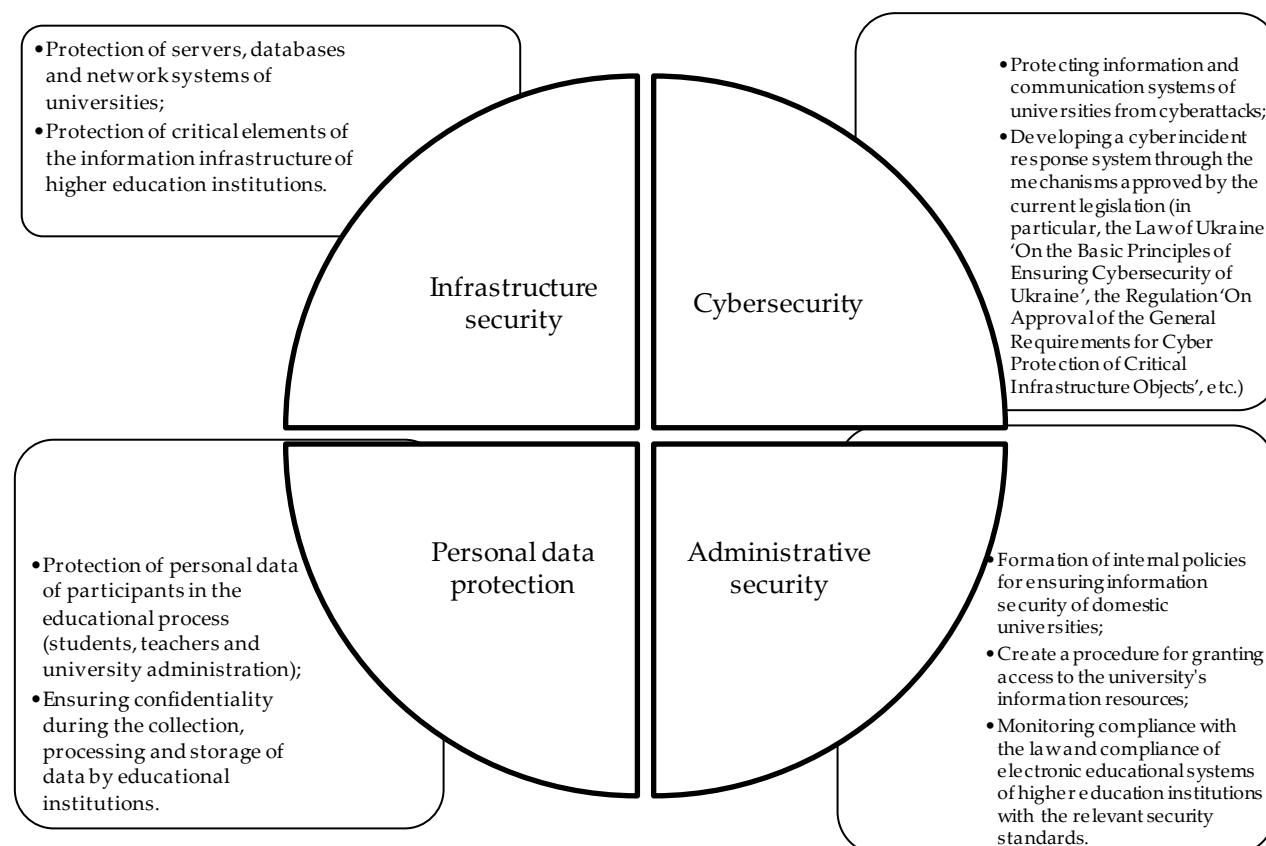 •Protection of servers, databases
and network systems of
universities;
•Protection of critical elements of
the information infrastructure of
higher education institutions.
Infrastructure
security
Cybersecurity
•Protecting information and
communication systems of
universities from cyberattacks;
•Developing a cyber incident
response system through the
mechanisms approved by the
current legislation (in
particular, the Law of Ukraine
‘On the Basic Principles of
Ensuring Cybersecurity of
Ukraine’, the Regulation ‘On
Approval of the General
Requirements for Cyber
Protection of Critical
Infrastructure Objects’, etc.)
•Protection of personal data
of participants in the
educational process
(students, teachers and
university administration);
•Ensuring confidentiality
during the collection,
processing and storage of
data by educational
institutions.
Personal data
protection
Administrative
security
•Formation of internal policies
for ensuring information
security of domestic
universities;
•Create a procedure for granting
access to the university's
information resources;
•Monitoring compliance with
the law and compliance of
electronic educational systems
of higher education institutions
with the relevant security
standards.